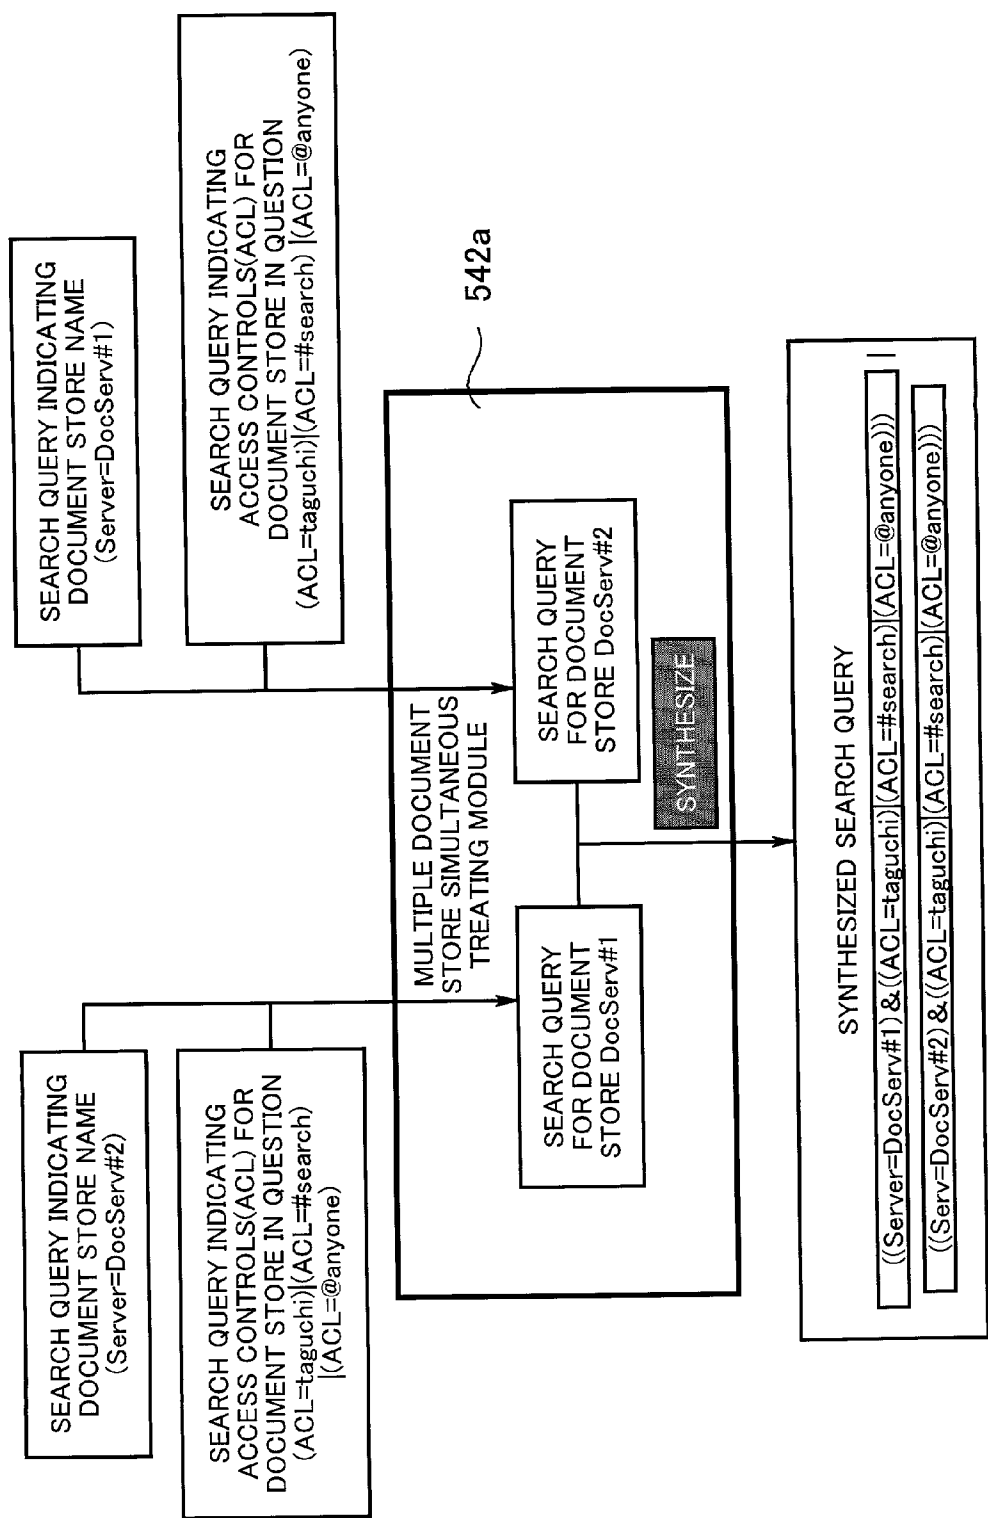 SEARCH QUERY INDICATING
DOCUMENT STORE NAME
(Server=DocServ#2)
SEARCH QUERY INDICATING
DOCUMENT STORE NAME
(Server=DocServ#1)
SEARCH QUERY INDICATING
ACCESS CONTROLS(ACL) FOR
DOCUMENT STORE IN QUESTION
(ACL=taguchi)|(ACL=#search)
|(ACL=@anyone)
SEARCH QUERY INDICATING
ACCESS CONTROLS(ACL) FOR
DOCUMENT STORE IN QUESTION
(ACL=taguchi)|(ACL=#search) |(ACL=@anyone)
542a
MULTIPLE DOCUMENT
STORE SIMULTANEOUS
TREATING MODULE
SEARCH QUERY
FOR DOCUMENT
STORE DocServ#1
SEARCH QUERY
FOR DOCUMENT
STORE DocServ#2
SYNTHESIZE
SYNTHESIZED SEARCH QUERY
((Server=DocServ#1)&((ACL=taguchi)|(ACL=#search)|(ACL=@anyone))) |
((Serv=DocServ#2)&((ACL=taguchi)|(ACL=#search)|(ACL=@anyone)))